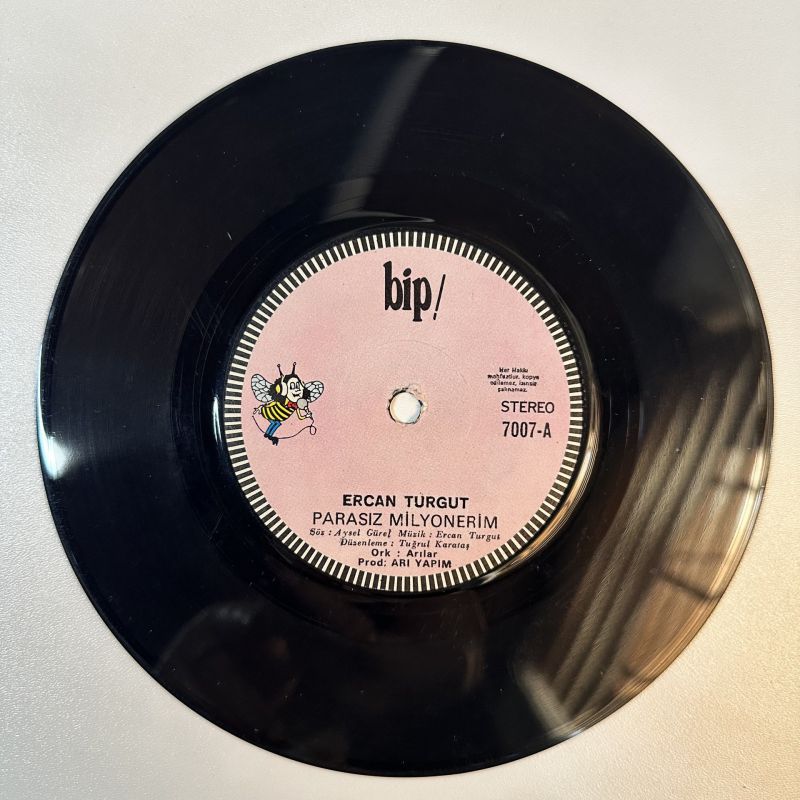 bip!
Her Hakkı
mahfuzdur, kopye
edilemez, izinsiz
çalınamaz.
STEREO
7007-A
ERCAN TURGUT
PARASIZ MİLYONERİM
Söz : Aysel Gürel Müzik : Ercan Turgut
Düzenleme : Tuğrul Karataş
Ork : Arılar
Prod: ARI YAPIM